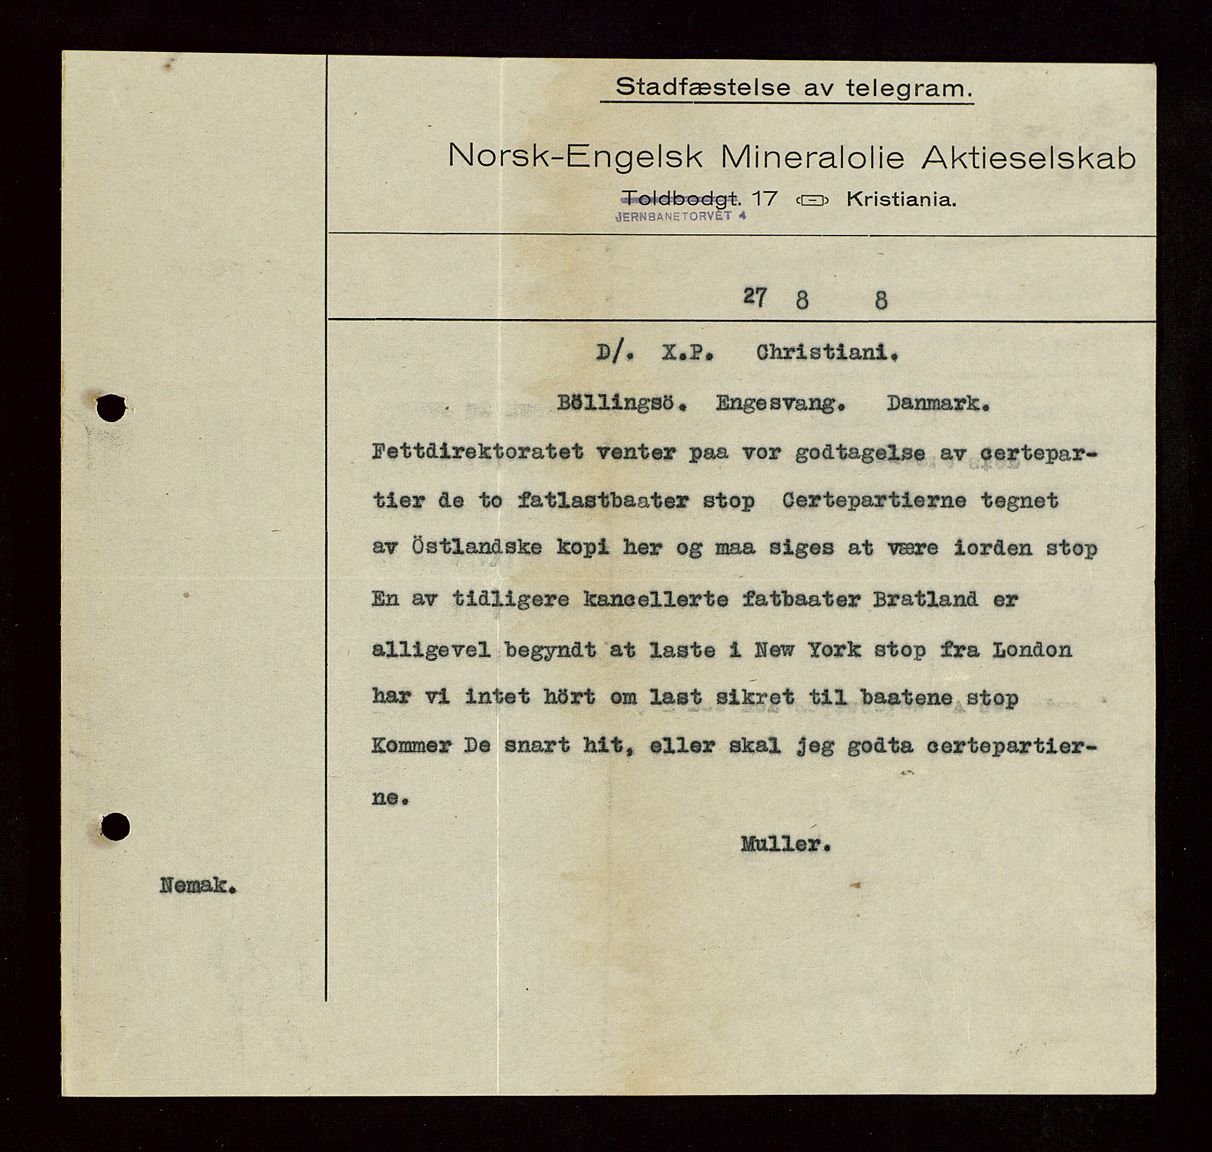 Stadfæstelse av telegram.
Norsk-Engelsk Mineralolie Aktieselskab
Toldbodgt. 17 Kristiania.
JERNBANETORVET 4
27 8 8
D/. X.P. Christiani.
Böllingsö. Engesvang. Danmark.
Fettdirektoratet venter paa vor godtagelse av certepar-
tier de to fatlastbaater stop Certepartierne tegnet
av Östlandske kopi her og maa siges at være iorden stop
En av tidligere kancellerte fatbaater Bratland er
alligevel begyndt at laste i New York stop fra London
har vi intet hört om last sikret til baatene stop
Kommer De snart hit, eller skal jeg godta certepartier-
ne.
Muller.
Nemak.